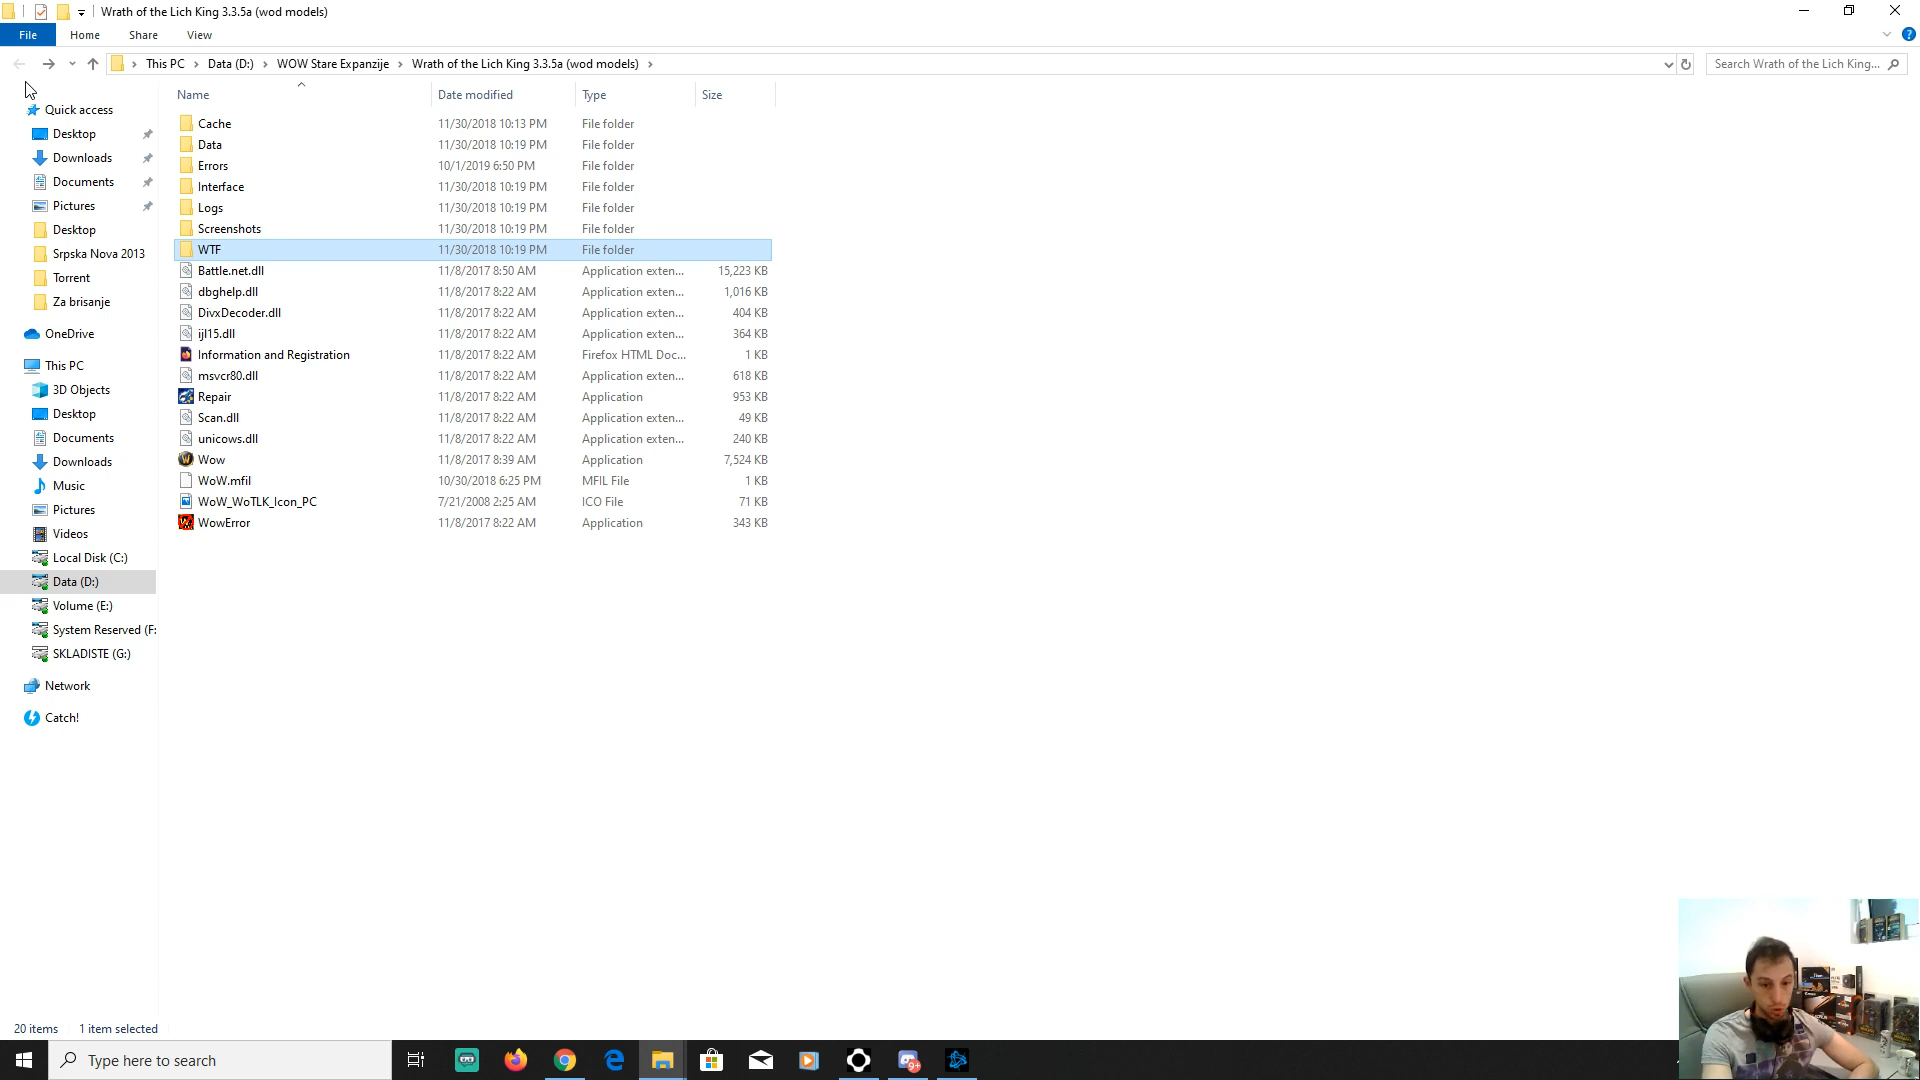 Wrath of the Lich King 3.3.5a (wod models)
File Home Share View
This PC Data (D:) WOW Stare Expanzije Wrath of the Lich King 3.3.5a (wod models) Search Wrath of the Lich King...
Name Date modified Type Size
Quick access
Desktop
Downloads
Documents
Pictures
Desktop
Srpska Nova 2013
Torrent
Za brisanje
OneDrive
This PC
3D Objects
Desktop
Documents
Downloads
Music
Pictures
Videos
Local Disk (C:)
Data (D:)
Volume (E:)
System Reserved (F:
SKLADISTE (G:)
Network
Catch!
Cache 11/30/2018 10:13 PM File folder
Data 11/30/2018 10:19 PM File folder
Errors 10/1/2019 6:50 PM File folder
Interface 11/30/2018 10:19 PM File folder
Logs 11/30/2018 10:19 PM File folder
Screenshots 11/30/2018 10:19 PM File folder
WTF 11/30/2018 10:19 PM File folder
Battle.net.dll 11/8/2017 8:50 AM Application exten... 15,223 KB
dbghelp.dll 11/8/2017 8:22 AM Application exten... 1,016 KB
DivxDecoder.dll 11/8/2017 8:22 AM Application exten... 404 KB
ijl15.dll 11/8/2017 8:22 AM Application exten... 364 KB
Information and Registration 11/8/2017 8:22 AM Firefox HTML Doc... 1 KB
msvcr80.dll 11/8/2017 8:22 AM Application exten... 618 KB
Repair 11/8/2017 8:22 AM Application 953 KB
Scan.dll 11/8/2017 8:22 AM Application exten... 49 KB
unicows.dll 11/8/2017 8:22 AM Application exten... 240 KB
Wow 11/8/2017 8:39 AM Application 7,524 KB
WoW.mfil 10/30/2018 6:25 PM MFIL File 1 KB
WoW_WoTLK_Icon_PC 7/21/2008 2:25 AM ICO File 71 KB
WowError 11/8/2017 8:22 AM Application 343 KB
20 items 1 item selected
Type here to search
9+